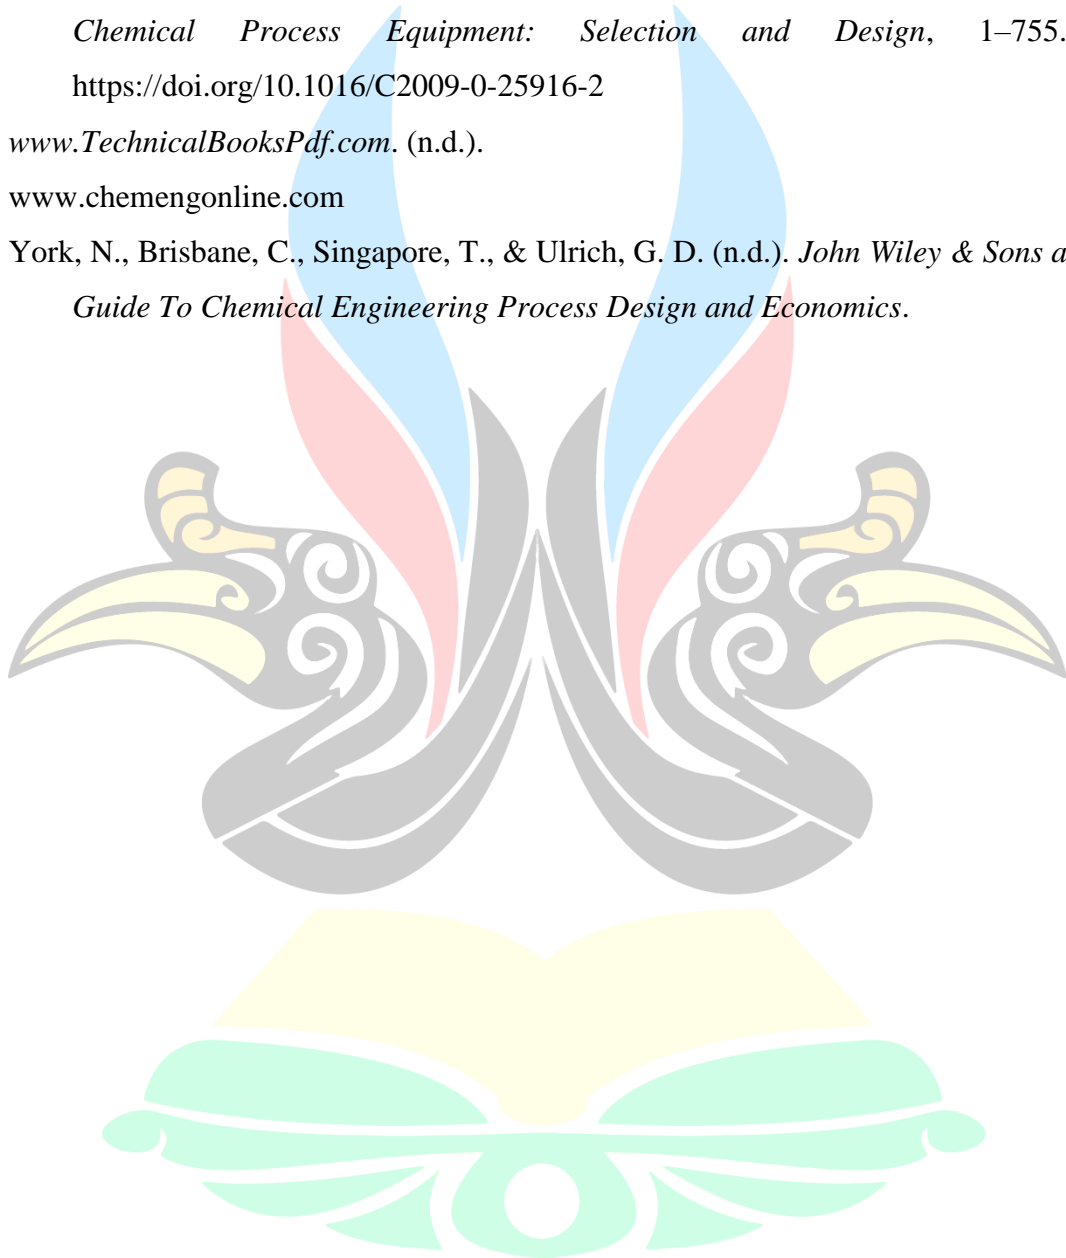 Chemical Process Equipment: Selection and Design, 1–755.
https://doi.org/10.1016/C2009-0-25916-2
www.TechnicalBooksPdf.com. (n.d.).
www.chemengonline.com
York, N., Brisbane, C., Singapore, T., & Ulrich, G. D. (n.d.). John Wiley & Sons a
Guide To Chemical Engineering Process Design and Economics.